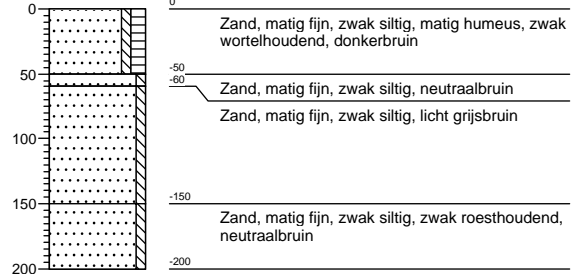 0
0
Zand, matig fijn, zwak siltig, matig humeus, zwak
wortelhoudend, donkerbruin
50
-50
-60
Zand, matig fijn, zwak siltig, neutraalbruin
Zand, matig fijn, zwak siltig, licht grijsbruin
100
150
-150
Zand, matig fijn, zwak siltig, zwak roesthoudend,
neutraalbruin
200
-200